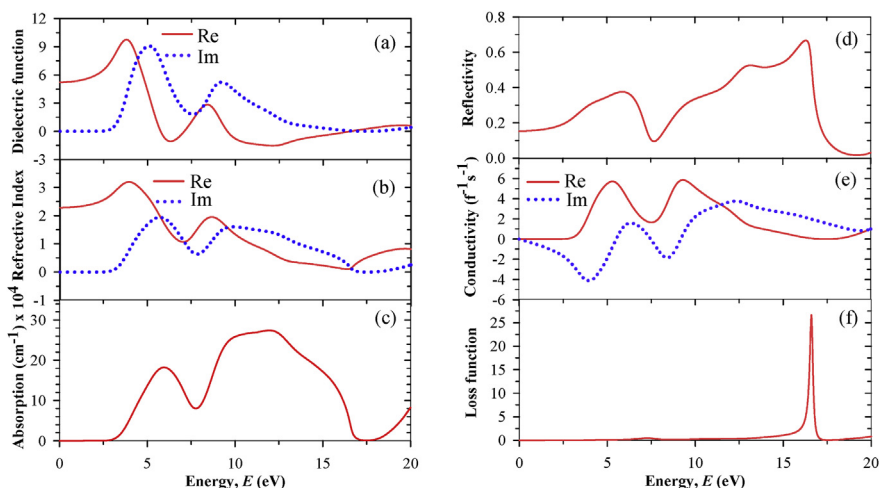 12
9
6
3
0
-3
Dielectric function
Re
Im
(a)
3
2
1
0
-1
Refrective Index
Re
Im
(b)
30
20
10
0
Absorption (cm⁻¹) x 10⁴
(c)
0 5 10 15 20
Energy, E (eV)
0.8
0.6
0.4
0.2
0.0
Reflectivity
(d)
6
4
2
0
-2
-4
-6
Conductivity (f⁻¹s⁻¹)
Re
Im
(e)
25
20
15
10
5
0
Loss function
(f)
0 5 10 15 20
Energy, E (eV)